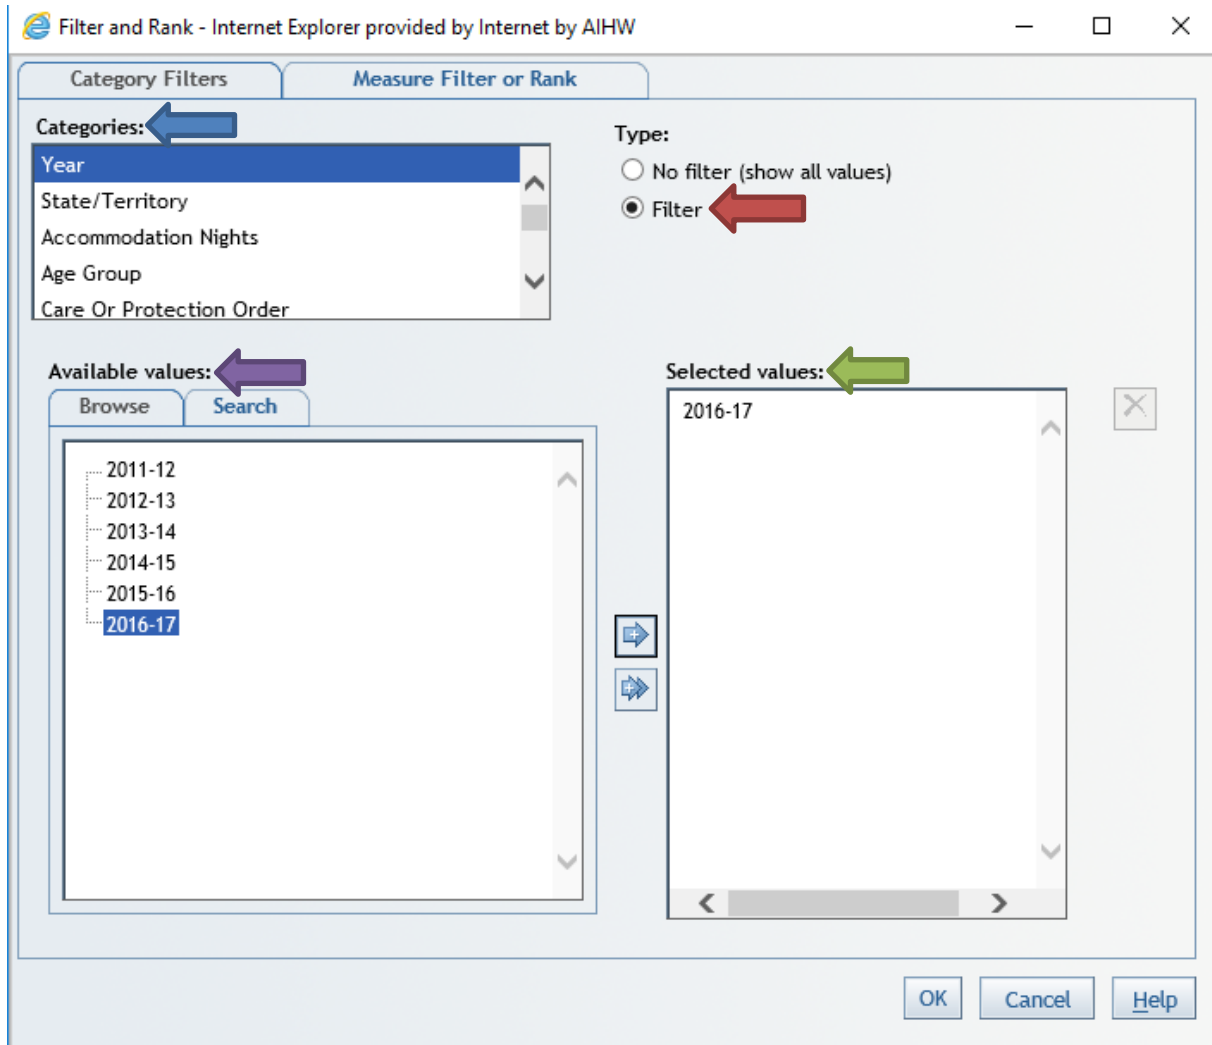 Filter and Rank - Internet Explorer provided by Internet by AIHW
Category Filters
Measure Filter or Rank
Categories:
Year
State/Territory
Accommodation Nights
Age Group
Care Or Protection Order
Type:
No filter (show all values)
Filter
Available values:
Browse
Search
2011-12
2012-13
2013-14
2014-15
2015-16
2016-17
Selected values:
2016-17
OK
Cancel
Help